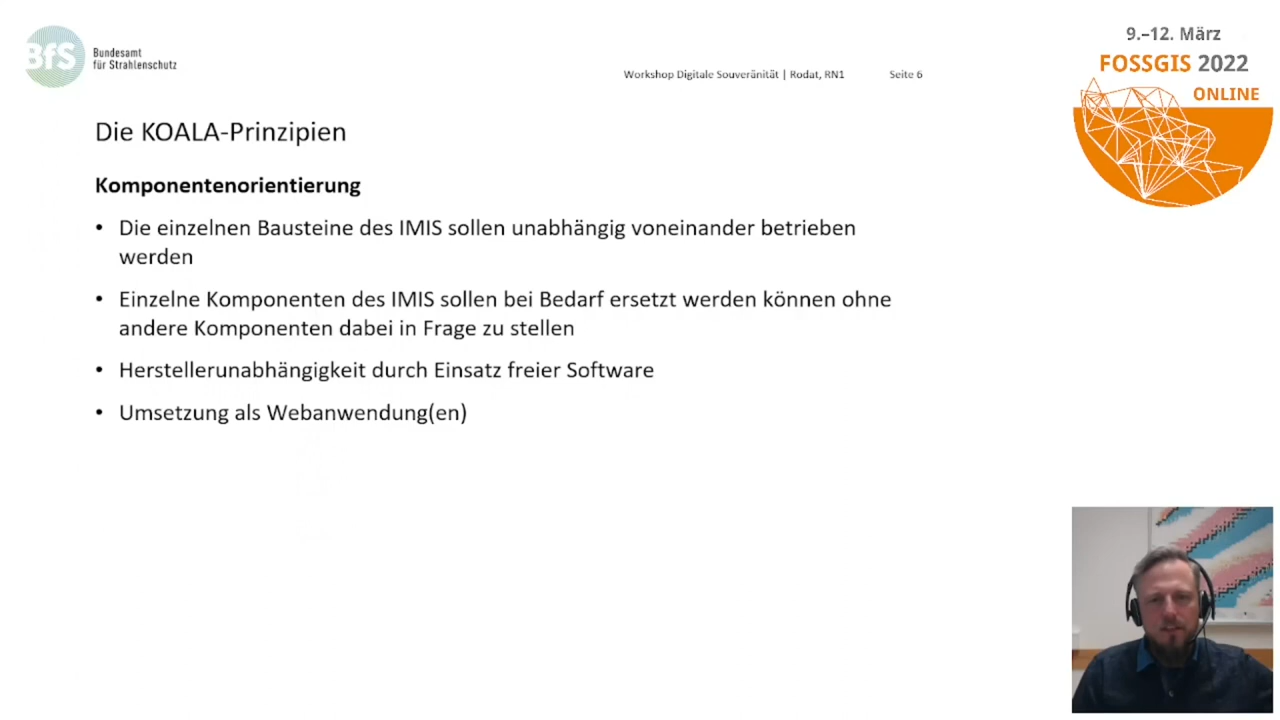 BfS
Bundesamt
für Strahlenschutz
Workshop Digitale Souveränität | Rodat, RN1
Seite 6
9.–12. März
FOSSGIS 2022
ONLINE
Die KOALA-Prinzipien
Komponentenorientierung
• Die einzelnen Bausteine des IMIS sollen unabhängig voneinander betrieben
werden
• Einzelne Komponenten des IMIS sollen bei Bedarf ersetzt werden können ohne
andere Komponenten dabei in Frage zu stellen
• Herstellerunabhängigkeit durch Einsatz freier Software
• Umsetzung als Webanwendung(en)